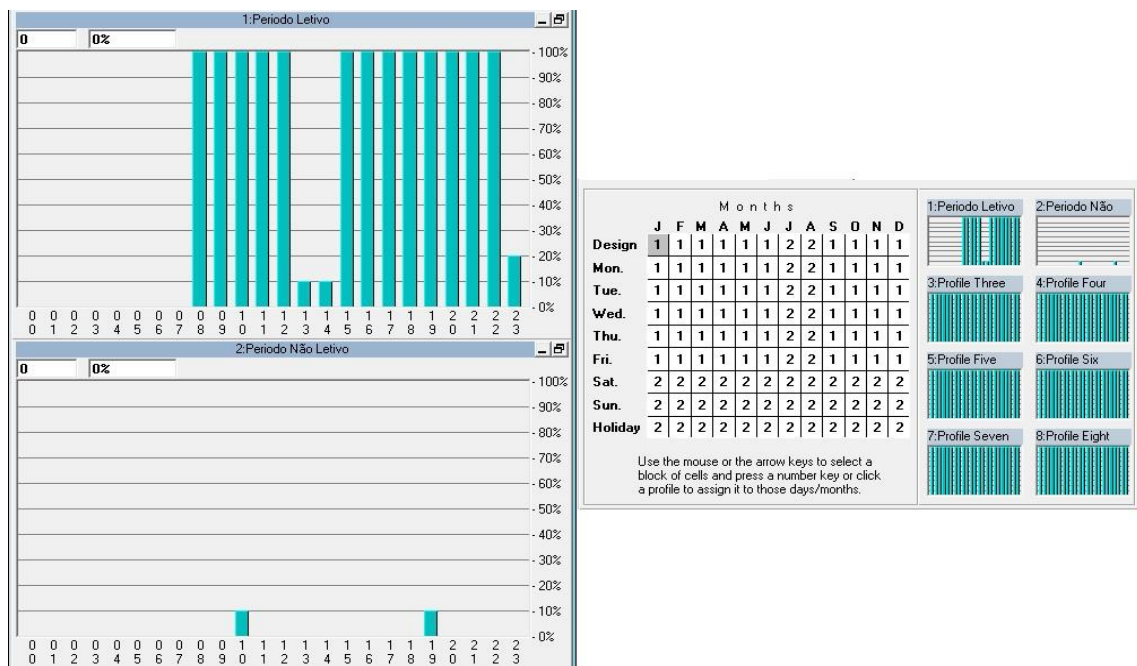 1:Periodo Letivo
0 0%
100%
90%
80%
70%
60%
50%
40%
30%
20%
10%
0%
0 0 0 0 0 0 0 0 0 0 1 1 1 1 1 1 1 1 1 1 2 2 2 2
0 1 2 3 4 5 6 7 8 9 0 1 2 3 4 5 6 7 8 9 0 1 2 3
2:Periodo Não Letivo
0 0%
100%
90%
80%
70%
60%
50%
40%
30%
20%
10%
0%
0 0 0 0 0 0 0 0 0 0 1 1 1 1 1 1 1 1 1 1 2 2 2 2
0 1 2 3 4 5 6 7 8 9 0 1 2 3 4 5 6 7 8 9 0 1 2 3
Months
J F M A M J J A S O N D
Design 1 1 1 1 1 1 2 2 1 1 1 1
Mon. 1 1 1 1 1 1 2 2 1 1 1 1
Tue. 1 1 1 1 1 1 2 2 1 1 1 1
Wed. 1 1 1 1 1 1 2 2 1 1 1 1
Thu. 1 1 1 1 1 1 2 2 1 1 1 1
Fri. 1 1 1 1 1 1 2 2 1 1 1 1
Sat. 2 2 2 2 2 2 2 2 2 2 2 2
Sun. 2 2 2 2 2 2 2 2 2 2 2 2
Holiday 2 2 2 2 2 2 2 2 2 2 2 2
Use the mouse or the arrow keys to select a
block of cells and press a number key or click
a profile to assign it to those days/months.
1:Periodo Letivo 2:Periodo Não
3:Profile Three 4:Profile Four
5:Profile Five 6:Profile Six
7:Profile Seven 8:Profile Eight